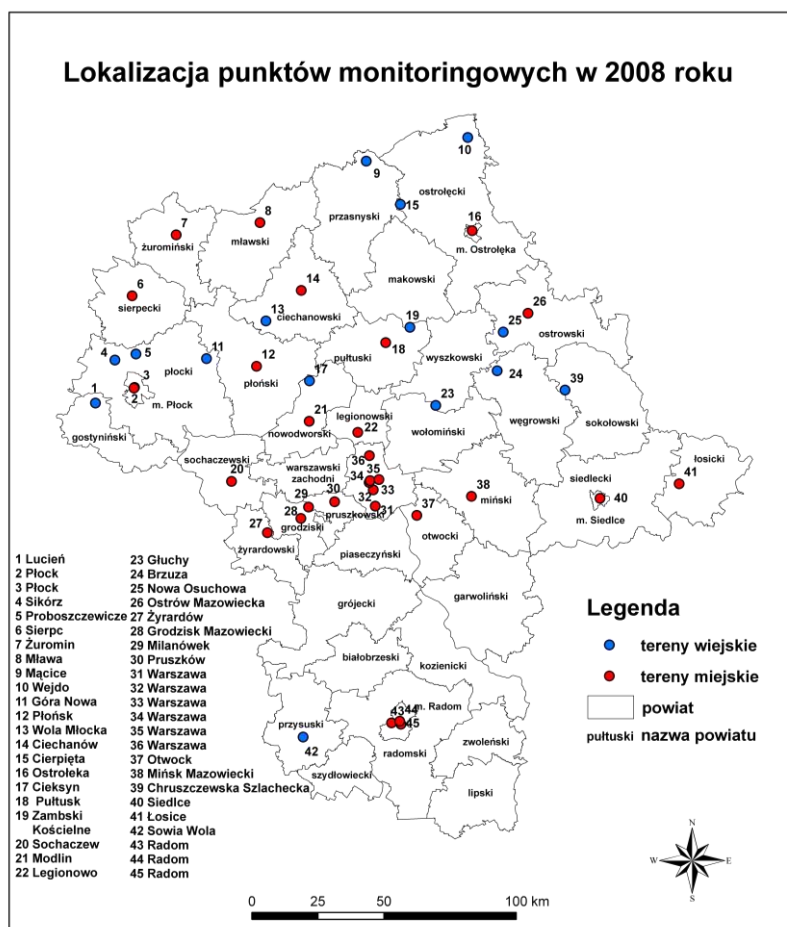 Lokalizacja punktów monitoringowych w 2008 roku
10
9
ostrołęcki
15
przasnyski
8
16
7
mławski
m. Ostrołęka
żuromiński
makowski
14
6
26
sierpecki
13
19
ciechanowski
25
ostrowski
18
4
5
11
12
pułtuski
wyszkowski
płocki
24
17
płoński
39
3
1
2
23
21
legionowski
m. Płock
22
węgrowski
sokołowski
gostyniński
nowodworski
wołomiński
sochaczewski
36
łosicki
warszawski
zachodni
35
siedlecki
20
34
38
41
29
30
32
33
miński
40
28
31
37
pruszkowski
m. Siedlce
27
grodziski
otwocki
żyrardowski
piaseczyński
garwoliński
grójecki
białobrzeski
kozienicki
43
44
m. Radom
45
przysuski
42
radomski
zwoleński
szydłowiecki
lipski
1 Lucień
2 Płock
3 Płock
4 Sikórz
5 Proboszczewice
6 Sierpc
7 Żuromin
8 Mława
9 Mącice
10 Wejdo
11 Góra Nowa
12 Płońsk
13 Wola Młocka
14 Ciechanów
15 Cierpięta
16 Ostrołeka
17 Cieksyn
18 Pułtusk
19 Zambski
Kościelne
20 Sochaczew
21 Modlin
22 Legionowo
23 Głuchy
24 Brzuza
25 Nowa Osuchowa
26 Ostrów Mazowiecka
27 Żyrardów
28 Grodzisk Mazowiecki
29 Milanówek
30 Pruszków
31 Warszawa
32 Warszawa
33 Warszawa
34 Warszawa
35 Warszawa
36 Warszawa
37 Otwock
38 Mińsk Mazowiecki
39 Chruszczewska Szlachecka
40 Siedlce
41 Łosice
42 Sowia Wola
43 Radom
44 Radom
45 Radom
Legenda
tereny wiejskie
tereny miejskie
powiat
pułtuski nazwa powiatu
N
W
E
S
0 25 50 100 km